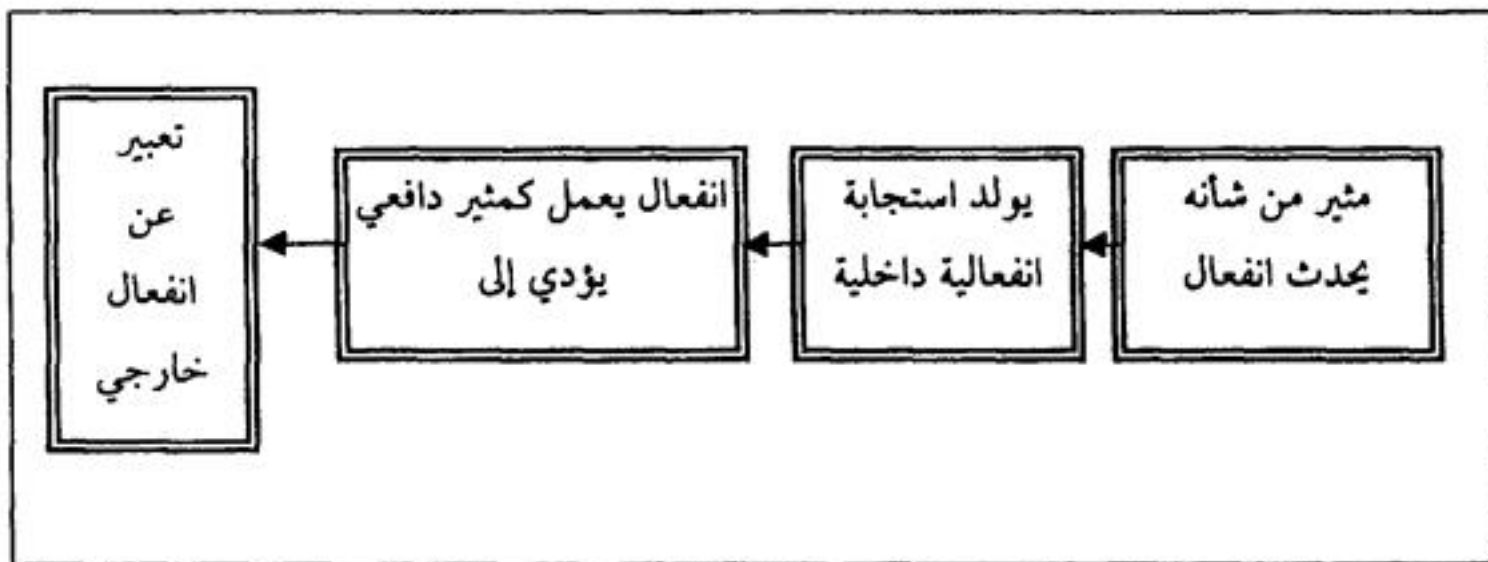 مثير من شأنه
يحدث انفعال
يولد استجابة
انفعالية داخلية
انفعال يعمل كمثير دافعي
يؤدي إلى
تعبير
عن
انفعال
خارجي